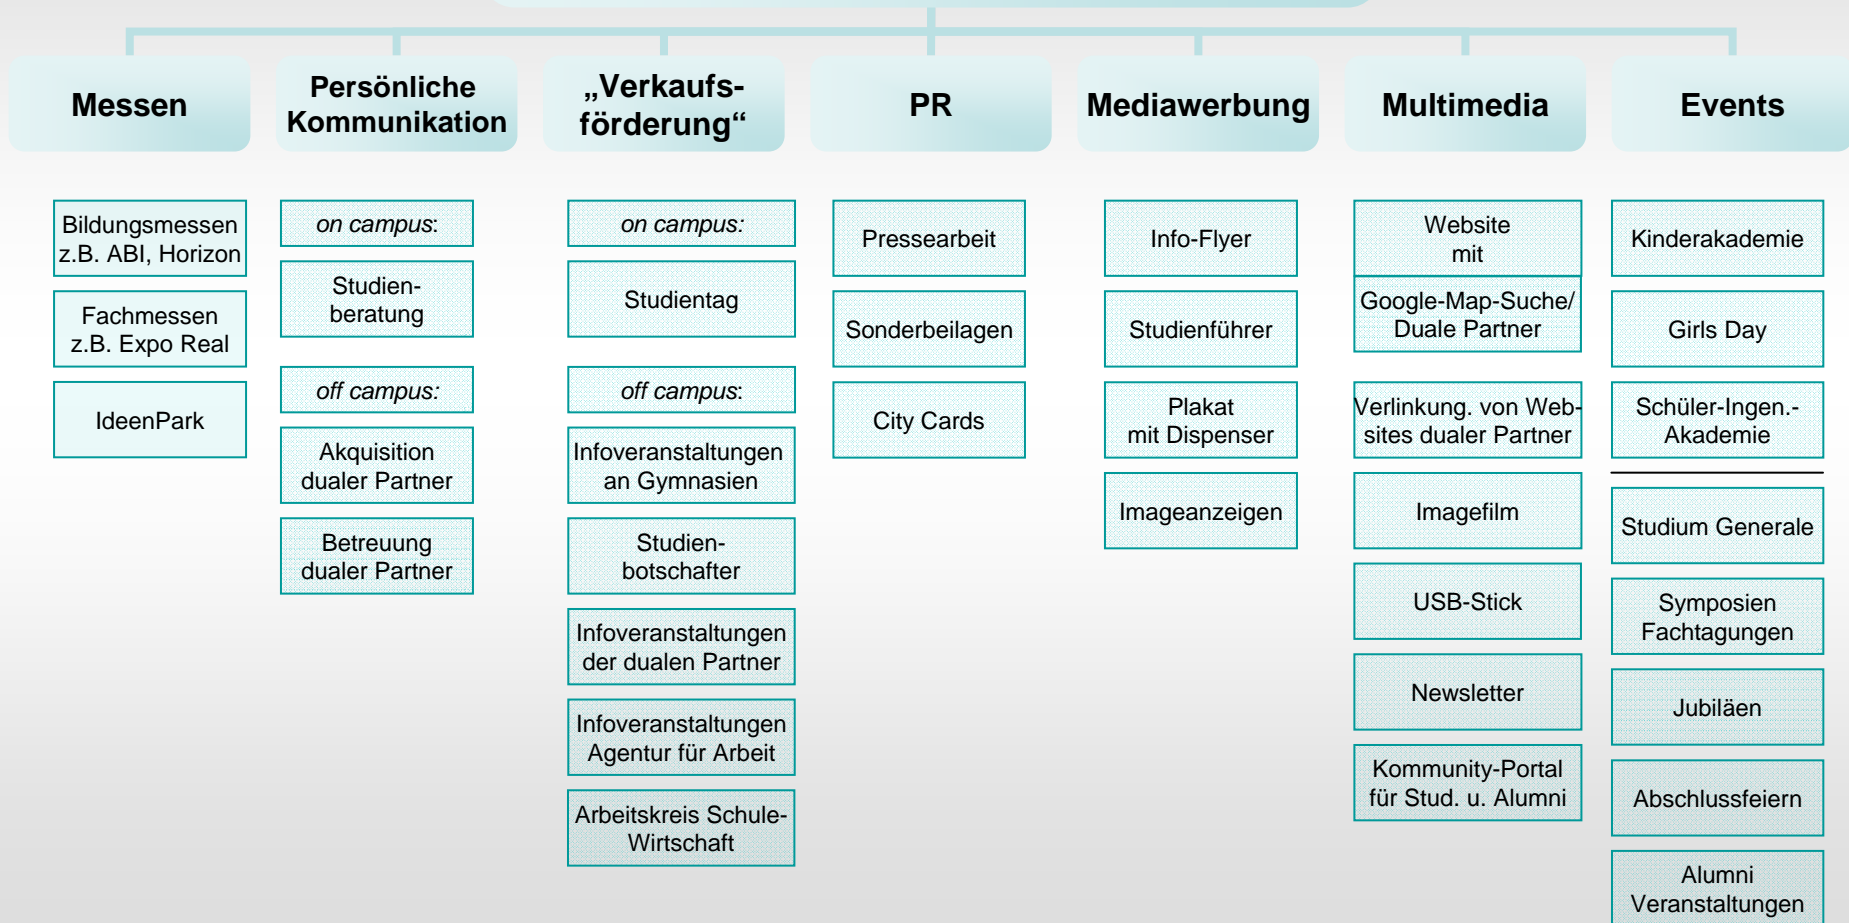 Messen
Persönliche
Kommunikation
„Verkaufs-
förderung“
PR
Mediawerbung
Multimedia
Events
Bildungsmessen
z.B. ABI, Horizon
Fachmessen
z.B. Expo Real
IdeenPark
on campus:
Studien-
beratung
off campus:
Akquisition
dualer Partner
Betreuung
dualer Partner
on campus:
Studientag
off campus:
Infoveranstaltungen
an Gymnasien
Studien-
botschafter
Infoveranstaltungen
der dualen Partner
Infoveranstaltungen
Agentur für Arbeit
Arbeitskreis Schule-
Wirtschaft
Pressearbeit
Sonderbeilagen
City Cards
Info-Flyer
Studienführer
Plakat
mit Dispenser
Imageanzeigen
Website
mit
Google-Map-Suche/
Duale Partner
Verlinkung. von Web-
sites dualer Partner
Imagefilm
USB-Stick
Newsletter
Kommunity-Portal
für Stud. u. Alumni
Kinderakademie
Girls Day
Schüler-Ingen.-
Akademie
Studium Generale
Symposien
Fachtagungen
Jubiläen
Abschlussfeiern
Alumni
Veranstaltungen